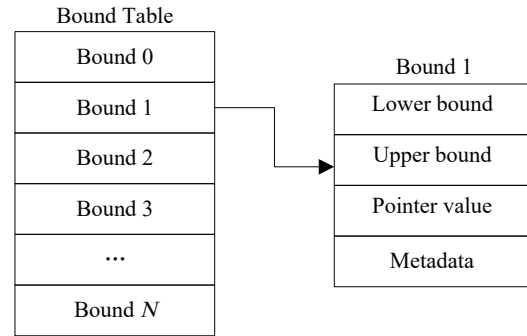 Bound Table
Bound 0
Bound 1
Bound 2
Bound 3
...
Bound N
Bound 1
Lower bound
Upper bound
Pointer value
Metadata